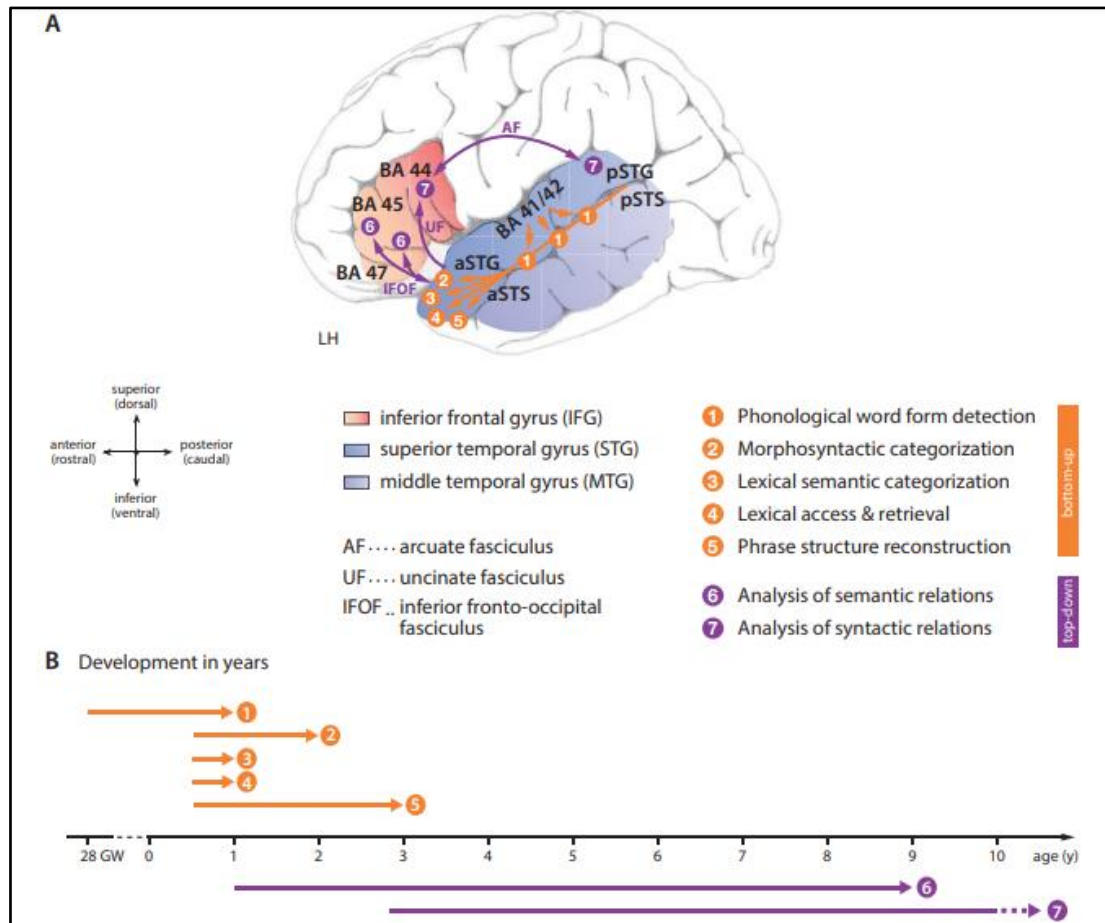 A
AF
BA 44
7
7
pSTG
pSTS
BA 41/42
BA 45
6
6
UF
1
1
1
BA 47
IFOF
aSTG
aSTS
2
3
4
5
LH
superior
(dorsal)
anterior
(rostral)
posterior
(caudal)
inferior
(ventral)
inferior frontal gyrus (IFG)
superior temporal gyrus (STG)
middle temporal gyrus (MTG)
AF .... arcuate fasciculus
UF .... uncinate fasciculus
IFOF .. inferior fronto-occipital
fasciculus
1 Phonological word form detection
2 Morphosyntactic categorization
3 Lexical semantic categorization
4 Lexical access & retrieval
5 Phrase structure reconstruction
bottom-up
6 Analysis of semantic relations
7 Analysis of syntactic relations
top-down
B Development in years
1
2
3
4
5
28 GW 0 1 2 3 4 5 6 7 8 9 10 age (y)
6
7